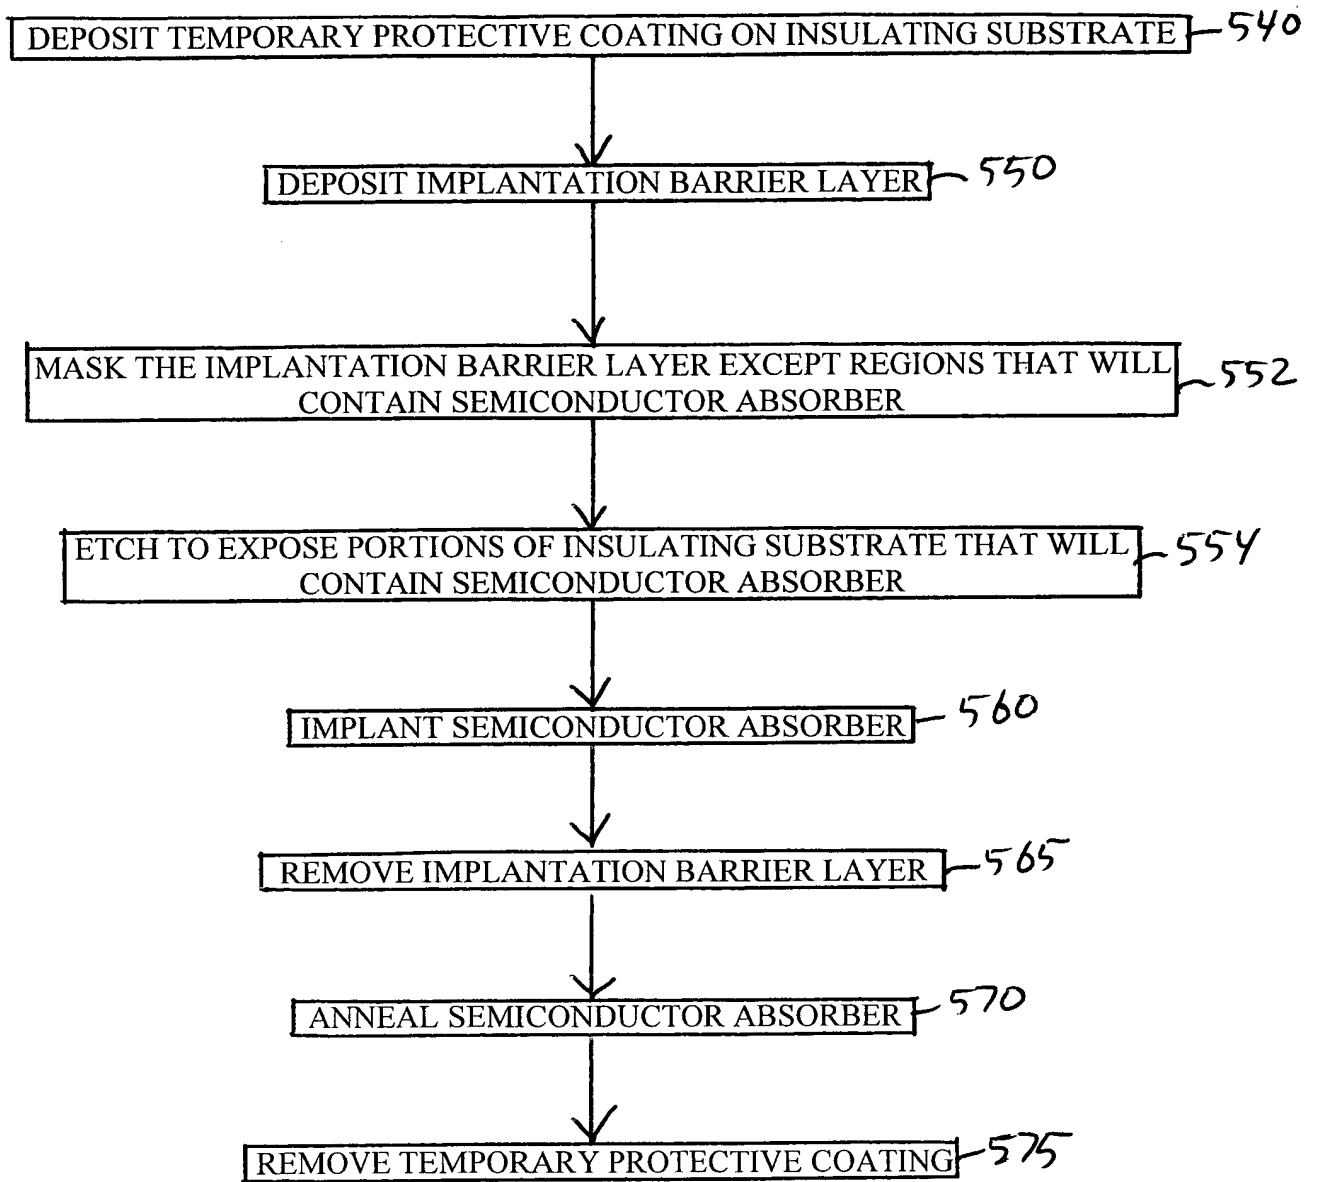 DEPOSIT TEMPORARY PROTECTIVE COATING ON INSULATING SUBSTRATE 540
DEPOSIT IMPLANTATION BARRIER LAYER 550
MASK THE IMPLANTATION BARRIER LAYER EXCEPT REGIONS THAT WILL
CONTAIN SEMICONDUCTOR ABSORBER 552
ETCH TO EXPOSE PORTIONS OF INSULATING SUBSTRATE THAT WILL
CONTAIN SEMICONDUCTOR ABSORBER 554
IMPLANT SEMICONDUCTOR ABSORBER 560
REMOVE IMPLANTATION BARRIER LAYER 565
ANNEAL SEMICONDUCTOR ABSORBER 570
REMOVE TEMPORARY PROTECTIVE COATING 575